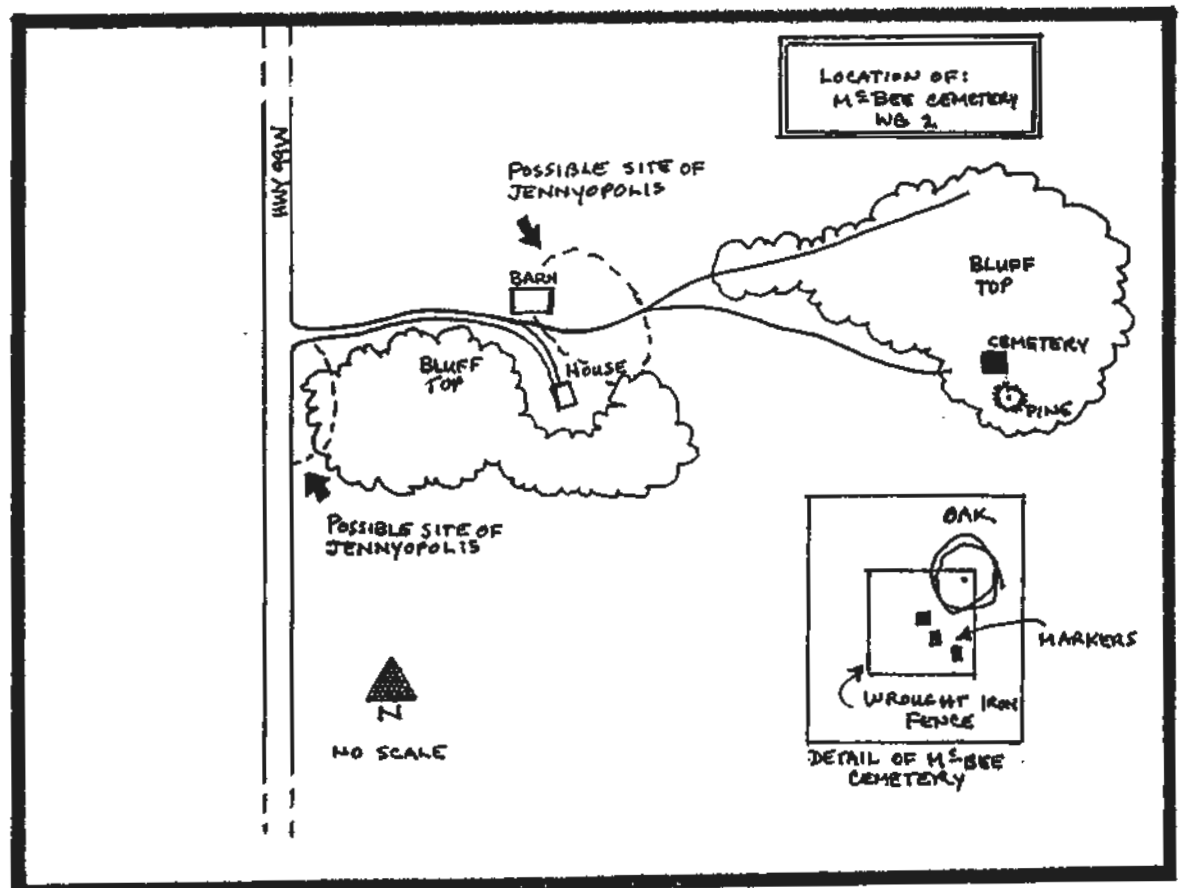 LOCATION OF:
McBEE CEMETERY
WB 2
HWY 99W
POSSIBLE SITE OF
JENNYOPOLIS
BARN
BLUFF
TOP
HOUSE
BLUFF
TOP
CEMETERY
PINE
POSSIBLE SITE OF
JENNYOPOLIS
N
NO SCALE
OAK
MARKERS
WROUGHT IRON
FENCE
DETAIL OF McBEE
CEMETERY